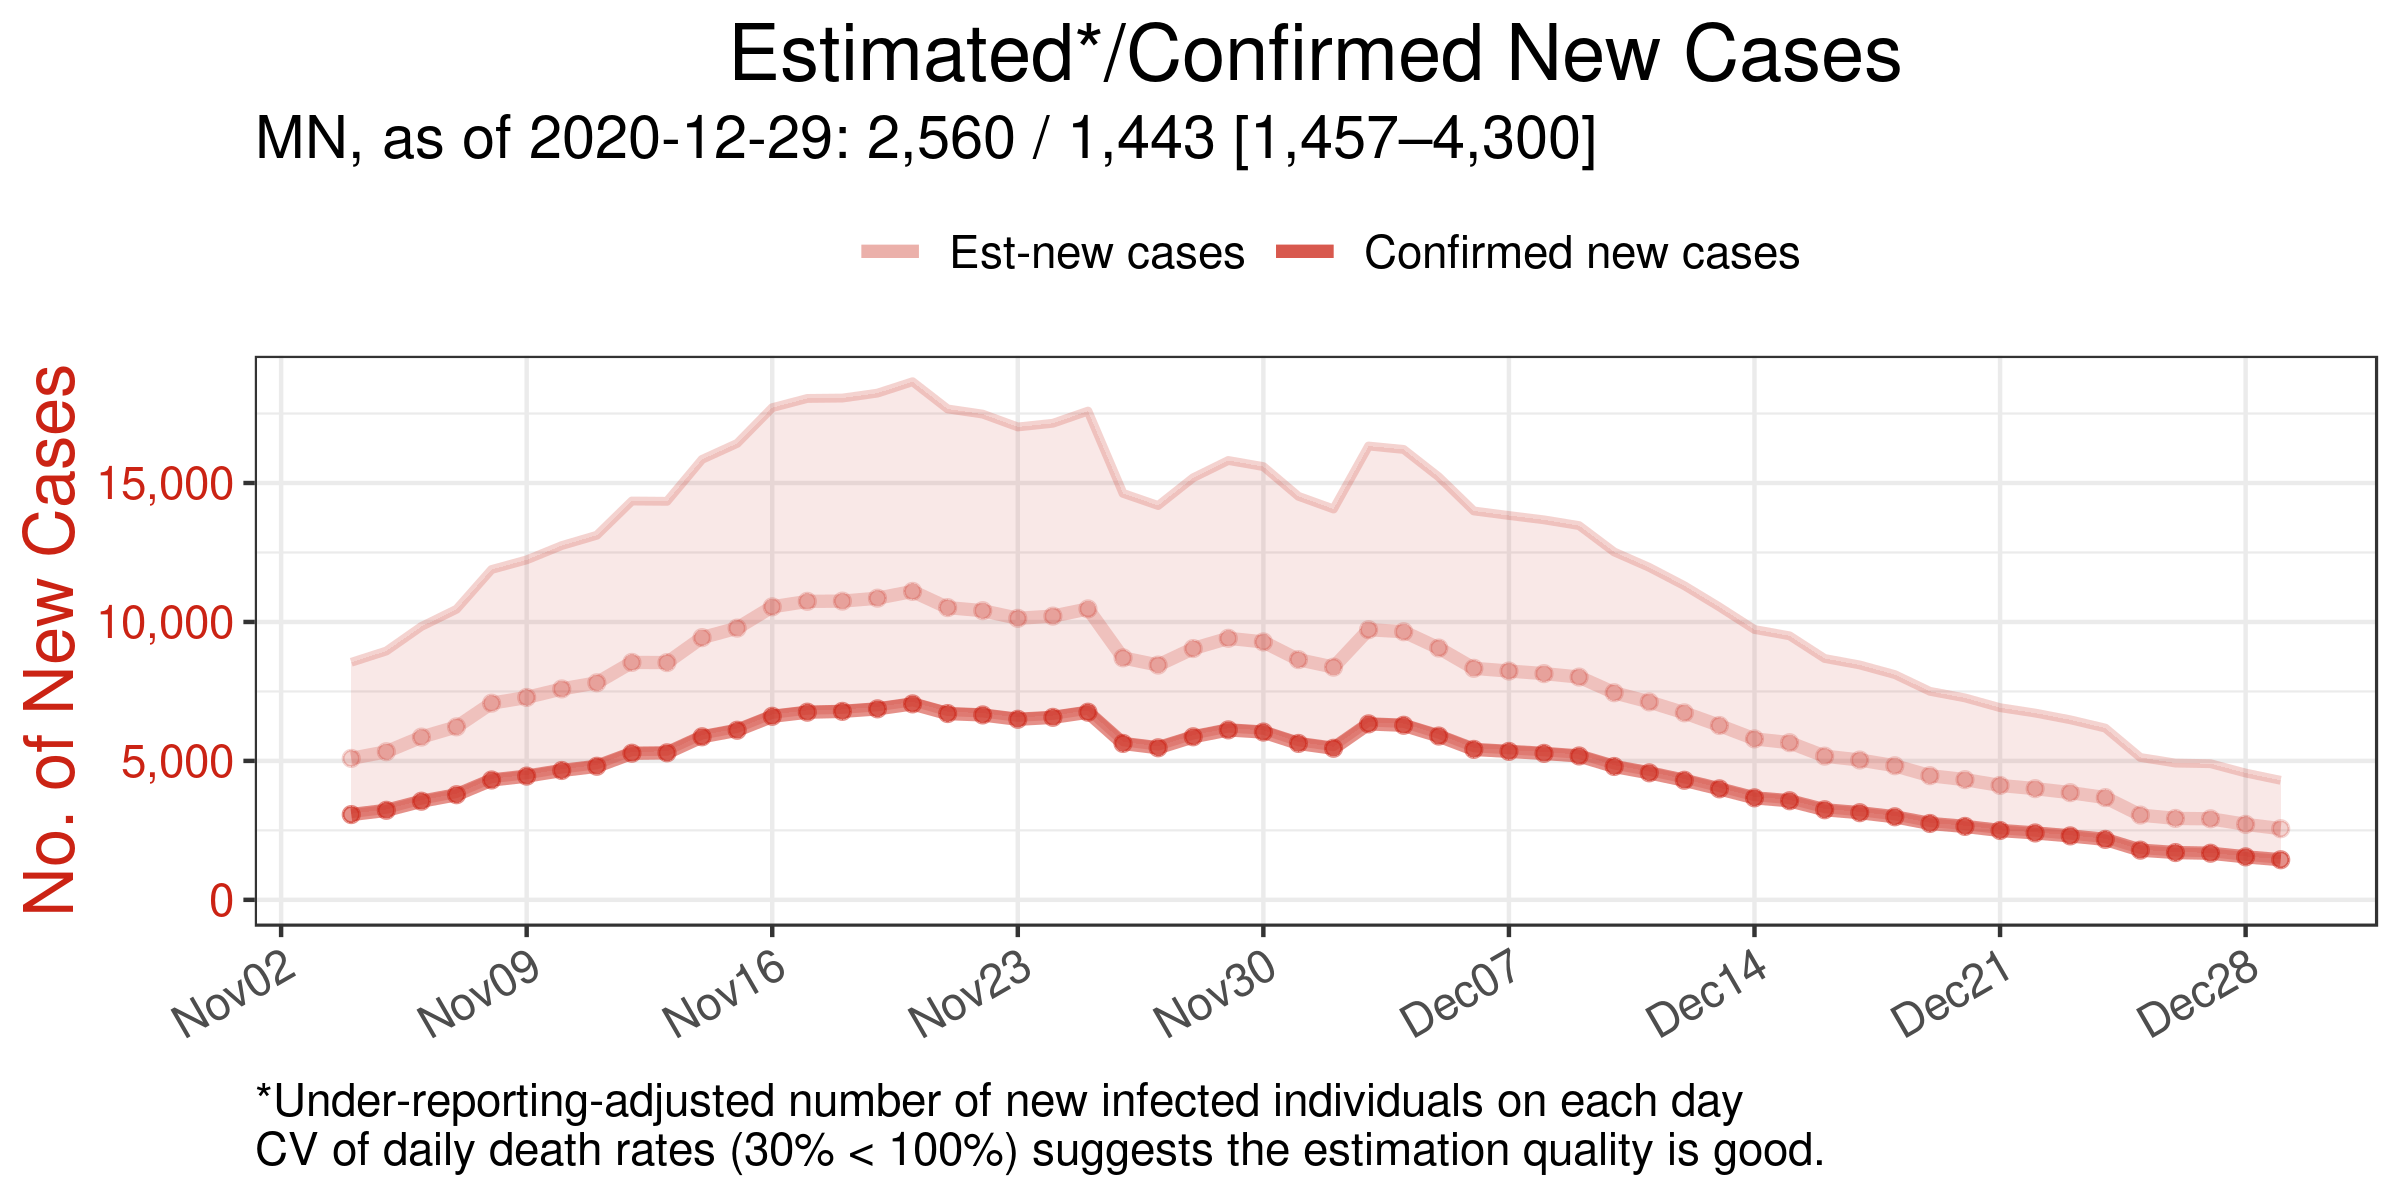 Estimated*/Confirmed New Cases
MN, as of 2020-12-29: 2,560 / 1,443 [1,457–4,300]
Est-new cases
Confirmed new cases
No. of New Cases
15,000
10,000
5,000
0
Nov02
Nov09
Nov16
Nov23
Nov30
Dec07
Dec14
Dec21
Dec28
*Under-reporting-adjusted number of new infected individuals on each day
CV of daily death rates (30% < 100%) suggests the estimation quality is good.